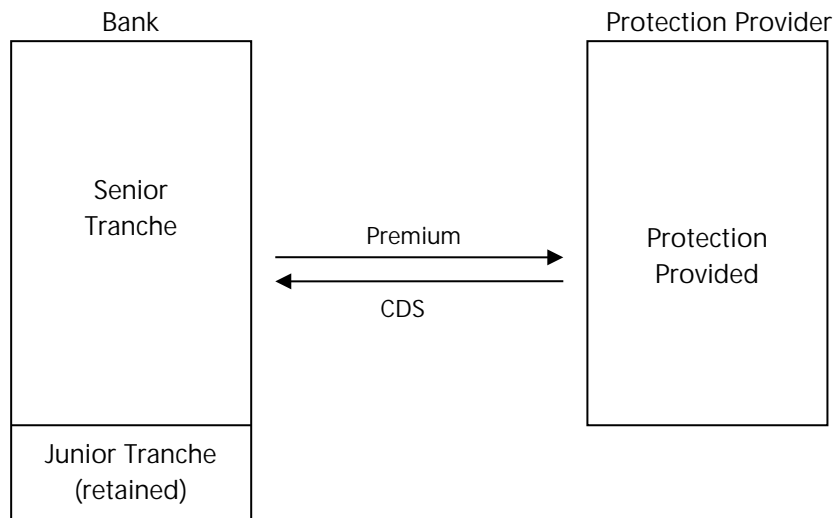 Bank
Protection Provider
Senior
Tranche
Premium
CDS
Protection
Provided
Junior Tranche
(retained)